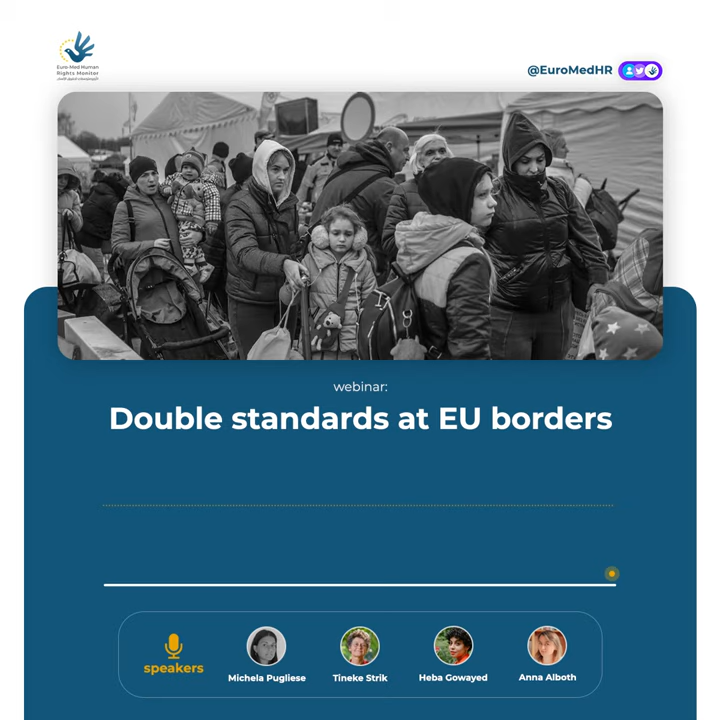 Euro-Med Human
Rights Monitor
@EuroMedHR
webinar:
Double standards at EU borders
speakers
Michela Pugliese
Tineke Strik
Heba Gowayed
Anna Alboth